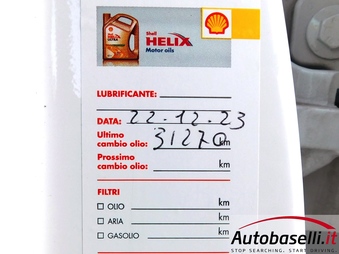 Shell
HELIX
Motor oils
LUBRIFICANTE:
DATA: 22.12.23
Ultimo
cambio olio: 31270 km
Prossimo
cambio olio: km
FILTRI
OLIO km
ARIA km
GASOLIO km
Autobaselli.it
STOP SEARCHING. START DRIVING.